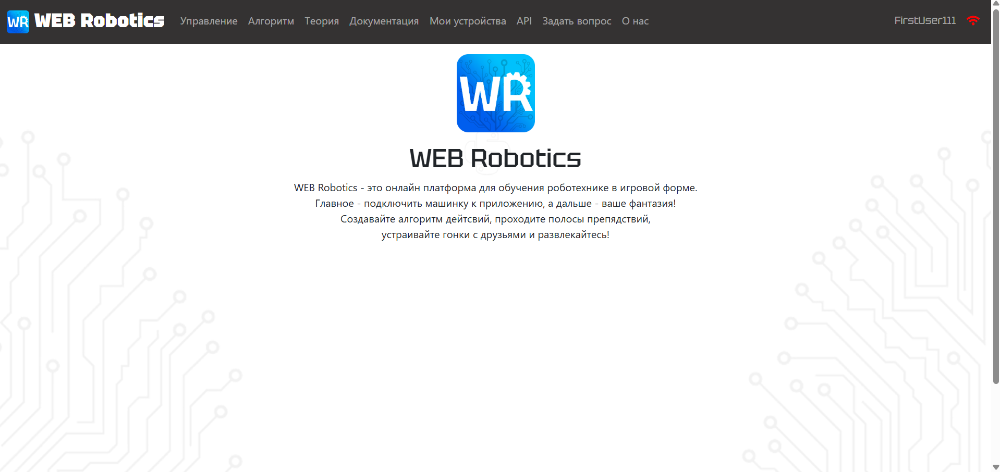 WR WEB Robotics Управление Алгоритм Теория Документация Мои устройства API Задать вопрос О нас FirstUser111
WR
WEB Robotics
WEB Robotics - это онлайн платформа для обучения роботехнике в игровой форме.
Главное - подключить машинку к приложению, а дальше - ваше фантазия!
Создавайте алгоритм дейтсвий, проходите полосы препядствий,
устраивайте гонки с друзьями и развлекайтесь!